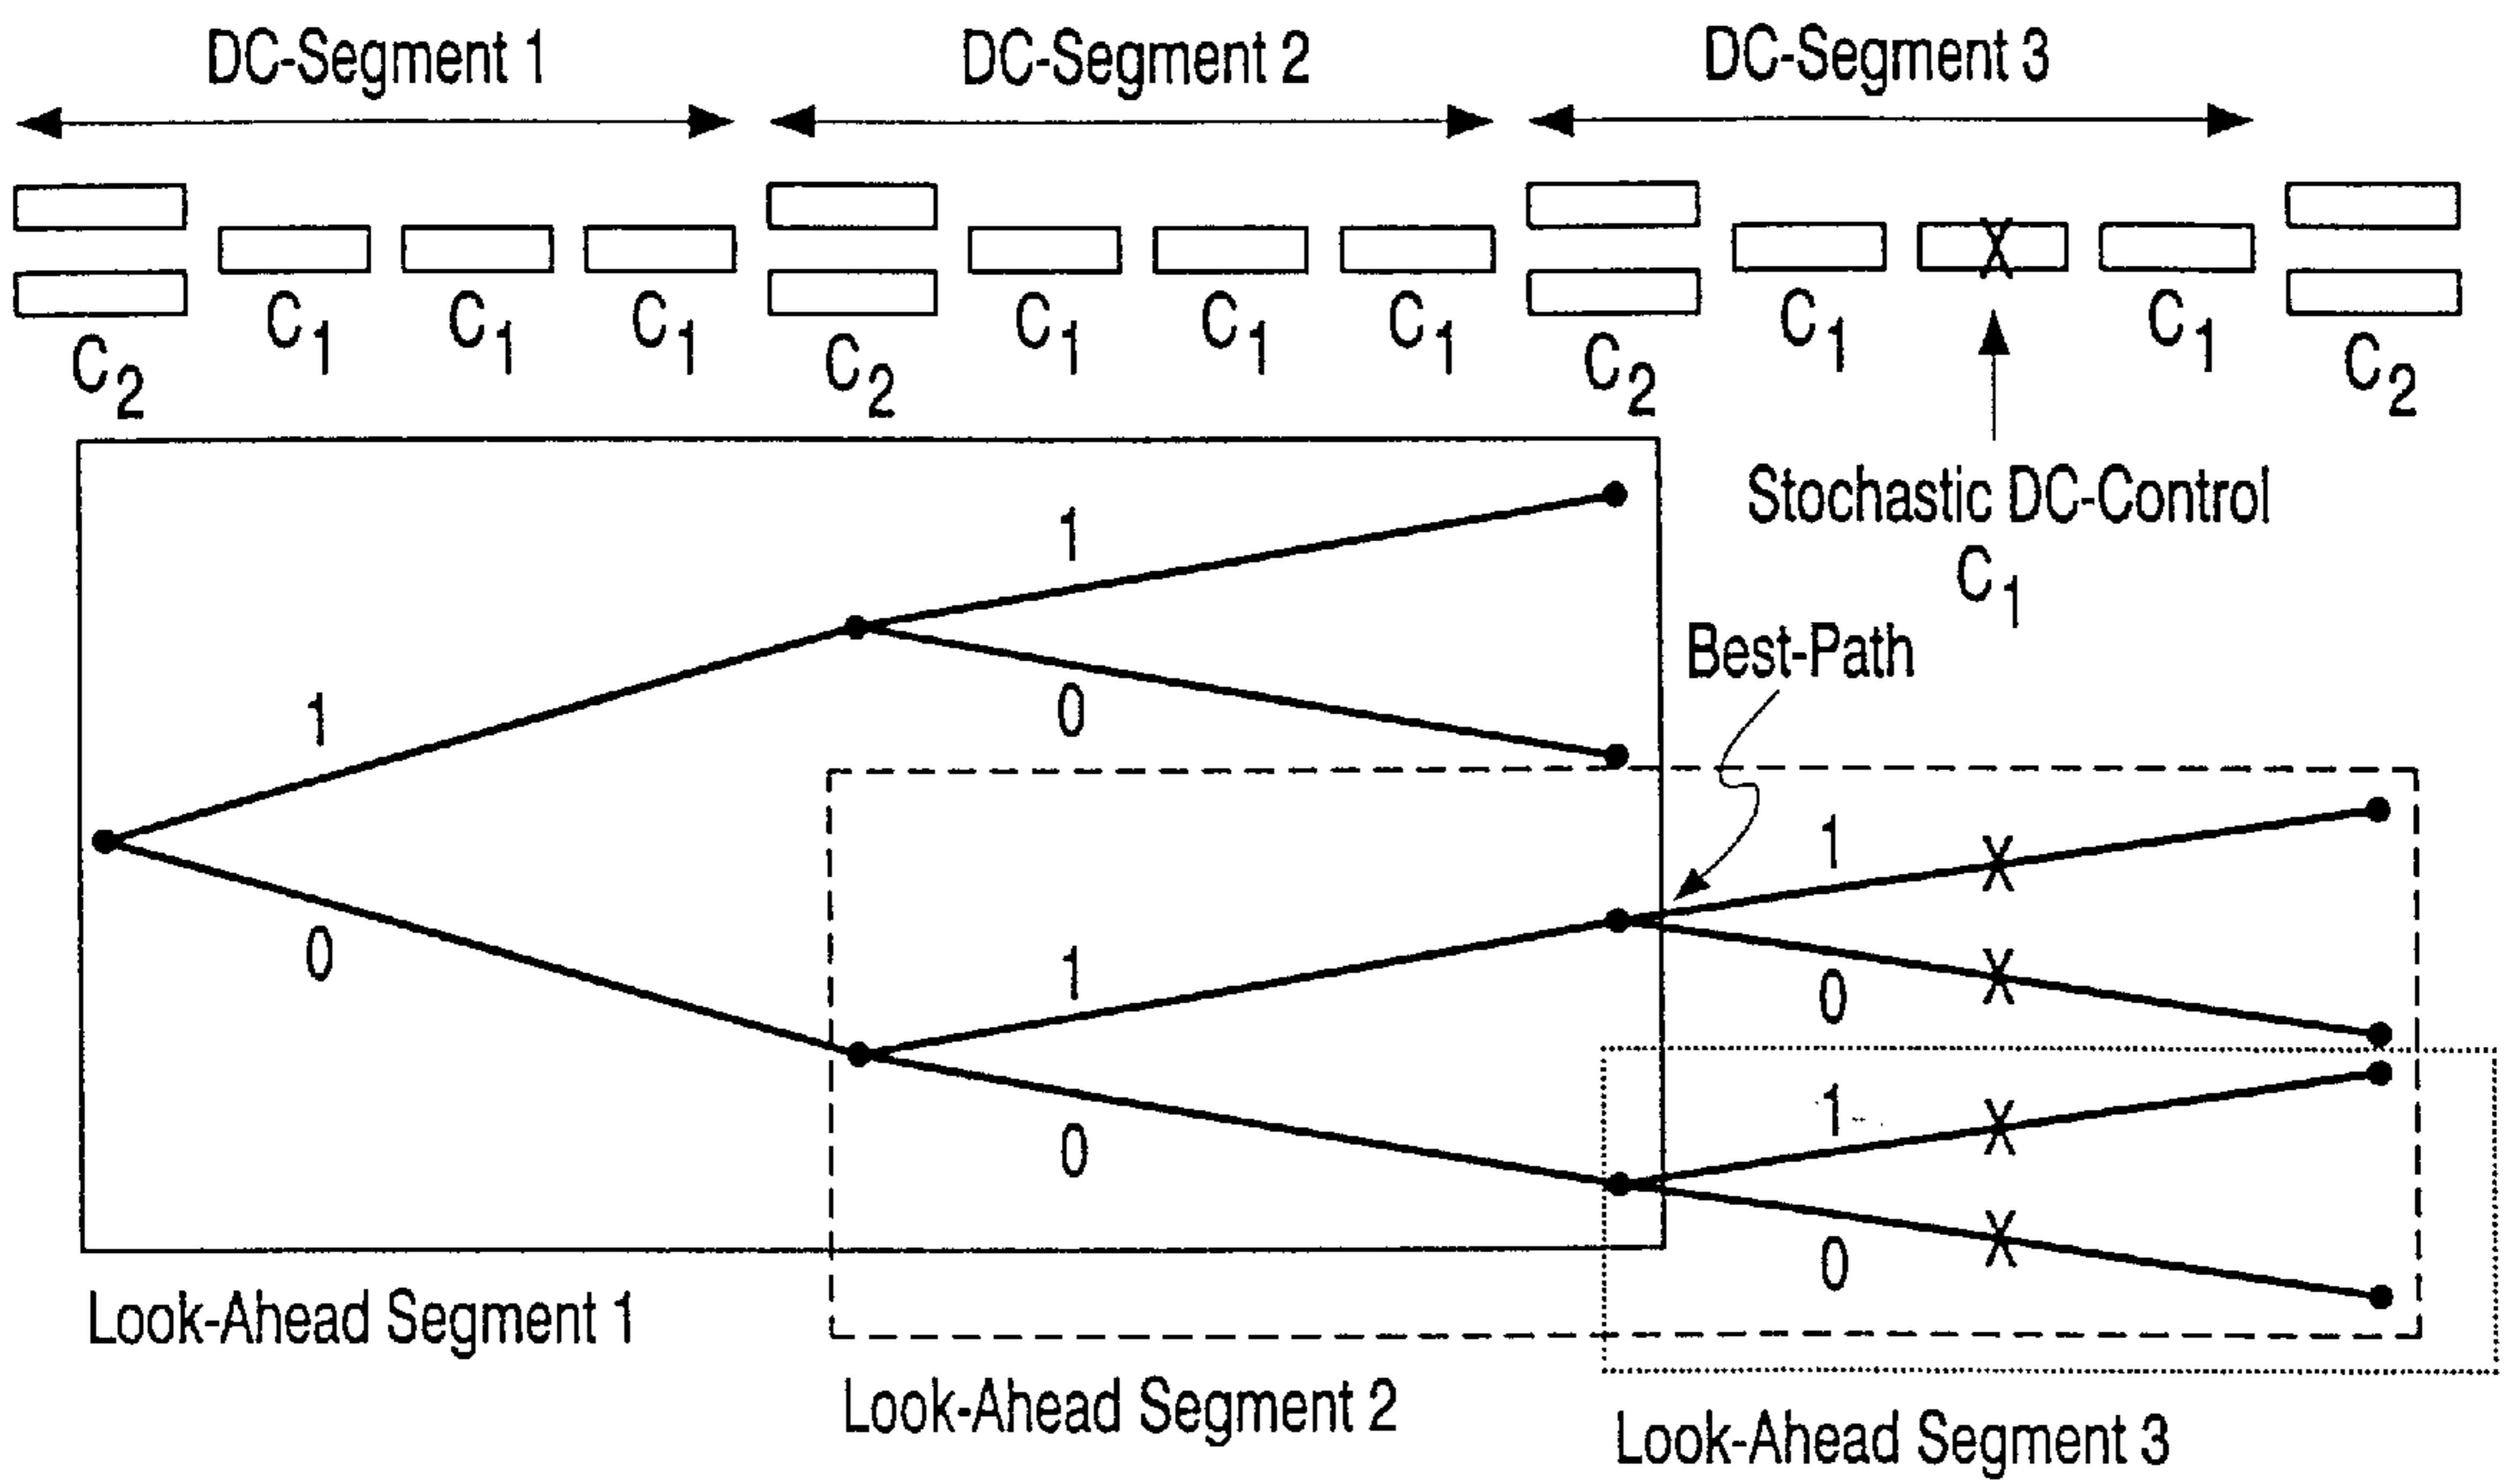 DC-Segment 1 DC-Segment 2 DC-Segment 3
X
C1 C1 C1 C1 C1 C1 C1 C1
C2 C2 C2 C2
Stochastic DC-Control
C1
1
Best-Path
1
0
1 X
0
1
X
0
1 X
0
X
0
Look-Ahead Segment 1
Look-Ahead Segment 2
Look-Ahead Segment 3